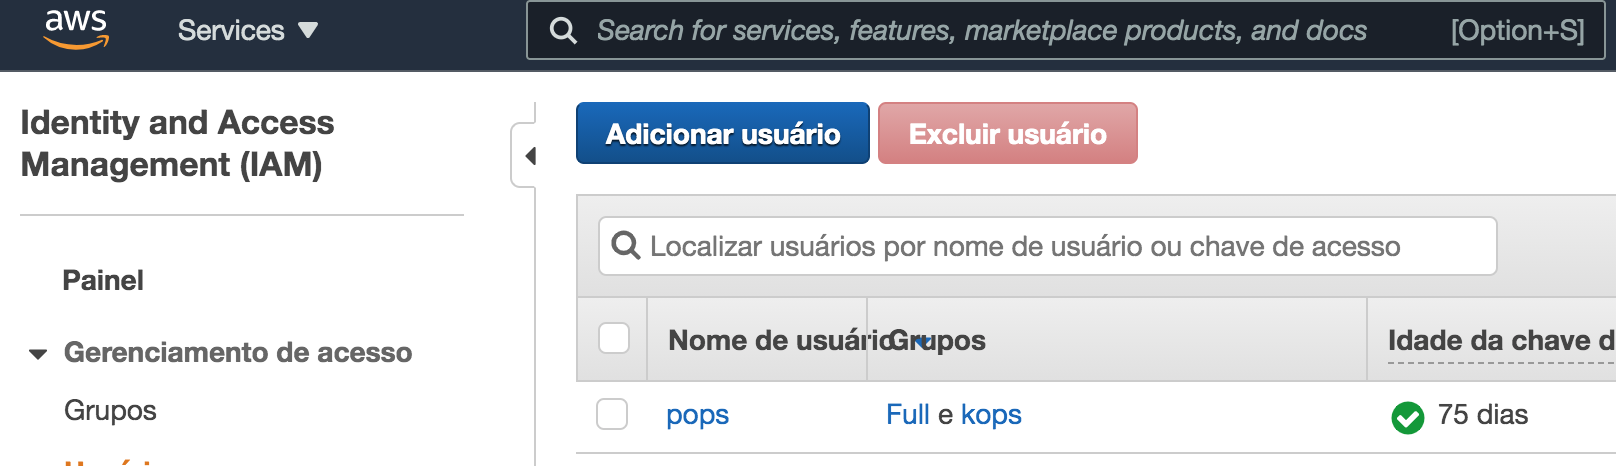 aws
Services
Search for services, features, marketplace products, and docs
[Option+S]
Identity and Access
Management (IAM)
Painel
Gerenciamento de acesso
Grupos
Adicionar usuário
Excluir usuário
Localizar usuários por nome de usuário ou chave de acesso
Nome de usuário
Grupos
Idade da chave d
pops
Full e kops
75 dias